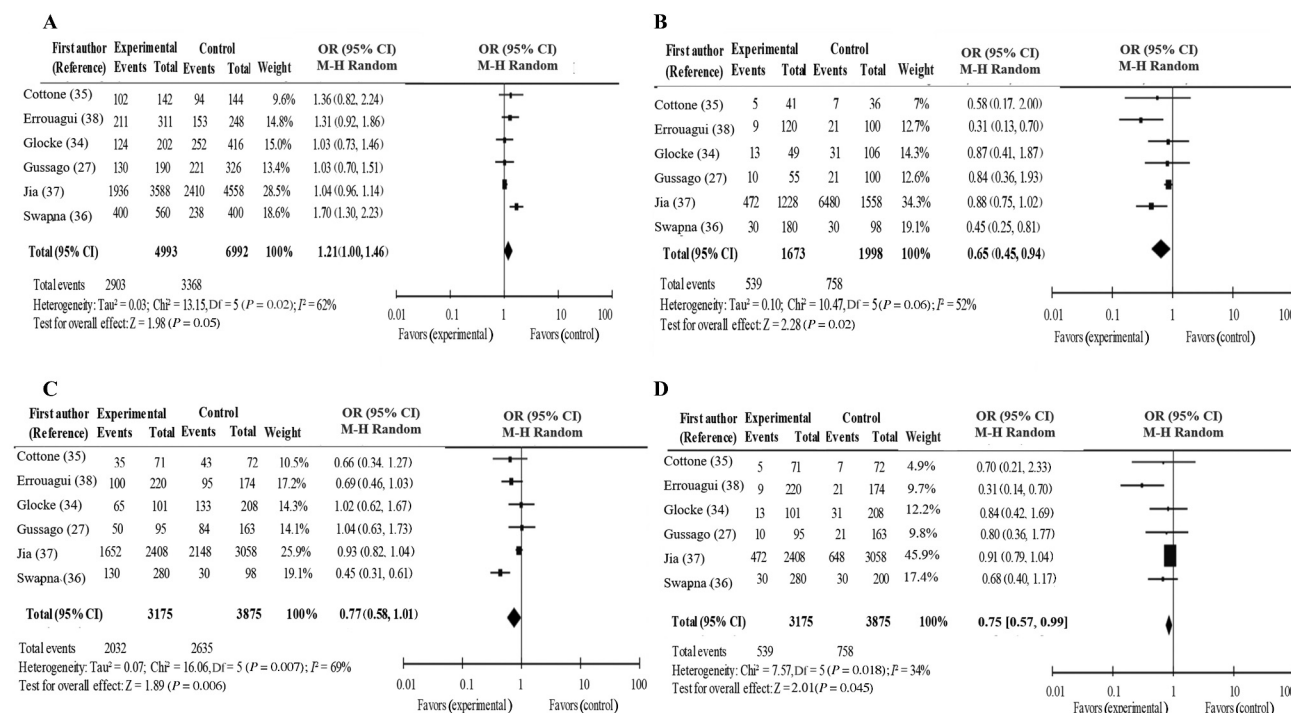 A
First author Experimental Control OR (95% CI) OR (95% CI)
(Reference) Events Total Events Total Weight M-H Random M-H Random
Cottone (35) 102 142 94 144 9.6% 1.36 (0.82, 2.24)
Errouagui (38) 211 311 153 248 14.8% 1.31 (0.92, 1.86)
Glocke (34) 124 202 252 416 15.0% 1.03 (0.73, 1.46)
Gussago (27) 130 190 221 326 13.4% 1.03 (0.70, 1.51)
Jia (37) 1936 3588 2410 4558 28.5% 1.04 (0.96, 1.14)
Swapna (36) 400 560 238 400 18.6% 1.70 (1.30, 2.23)
Total (95% CI) 4993 6992 100% 1.21(1.00, 1.46)
Total events 2903 3368
Heterogeneity: Tau² = 0.03; Chi² = 13.15, Df = 5 (P = 0.02); I² = 62%
Test for overall effect: Z = 1.98 (P = 0.05)
0.01 0.1 1 10 100
Favors (experimental) Favors (control)
B
First author Experimental Control OR (95% CI) OR (95% CI)
(Reference) Events Total Events Total Weight M-H Random M-H Random
Cottone (35) 5 41 7 36 7% 0.58 (0.17, 2.00)
Errouagui (38) 9 120 21 100 12.7% 0.31 (0.13, 0.70)
Glocke (34) 13 49 31 106 14.3% 0.87 (0.41, 1.87)
Gussago (27) 10 55 21 100 12.6% 0.84 (0.36, 1.93)
Jia (37) 472 1228 6480 1558 34.3% 0.88 (0.75, 1.02)
Swapna (36) 30 180 30 98 19.1% 0.45 (0.25, 0.81)
Total (95% CI) 1673 1998 100% 0.65 (0.45, 0.94)
Total events 539 758
Heterogeneity: Tau² = 0.10; Chi² = 10.47, Df = 5(P = 0.06); I² = 52%
Test for overall effect: Z = 2.28 (P = 0.02)
0.01 0.1 1 10 100
Favors (experimental) Favors (control)
C
First author Experimental Control OR (95% CI) OR (95% CI)
(Reference) Events Total Events Total Weight M-H Random M-H Random
Cottone (35) 35 71 43 72 10.5% 0.66 (0.34, 1.27)
Errouagui (38) 100 220 95 174 17.2% 0.69 (0.46, 1.03)
Glocke (34) 65 101 133 208 14.3% 1.02 (0.62, 1.67)
Gussago (27) 50 95 84 163 14.1% 1.04 (0.63, 1.73)
Jia (37) 1652 2408 2148 3058 25.9% 0.93 (0.82, 1.04)
Swapna (36) 130 280 30 98 19.1% 0.45 (0.31, 0.61)
Total (95% CI) 3175 3875 100% 0.77 (0.58, 1.01)
Total events 2032 2635
Heterogeneity: Tau² = 0.07; Chi² = 16.06, Df = 5 (P = 0.007); I² = 69%
Test for overall effect: Z = 1.89 (P = 0.006)
0.01 0.1 1 10 100
Favors (experimental) Favors (control)
D
First author Experimental Control OR (95% CI) OR (95% CI)
(Reference) Events Total Events Total Weight M-H Random M-H Random
Cottone (35) 5 71 7 72 4.9% 0.70 (0.21, 2.33)
Errouagui (38) 9 220 21 174 9.7% 0.31 (0.14, 0.70)
Glocke (34) 13 101 31 208 12.2% 0.84 (0.42, 1.69)
Gussago (27) 10 95 21 163 9.8% 0.80 (0.36, 1.77)
Jia (37) 472 2408 648 3058 45.9% 0.91 (0.79, 1.04)
Swapna (36) 30 280 30 200 17.4% 0.68 (0.40, 1.17)
Total (95% CI) 3175 3875 100% 0.75 [0.57, 0.99]
Total events 539 758
Heterogeneity: Chi² = 7.57, Df = 5 (P = 0.018); I² = 34%
Test for overall effect: Z = 2.01(P = 0.045)
0.01 0.1 1 10 100
Favors (experimental) Favors (control)